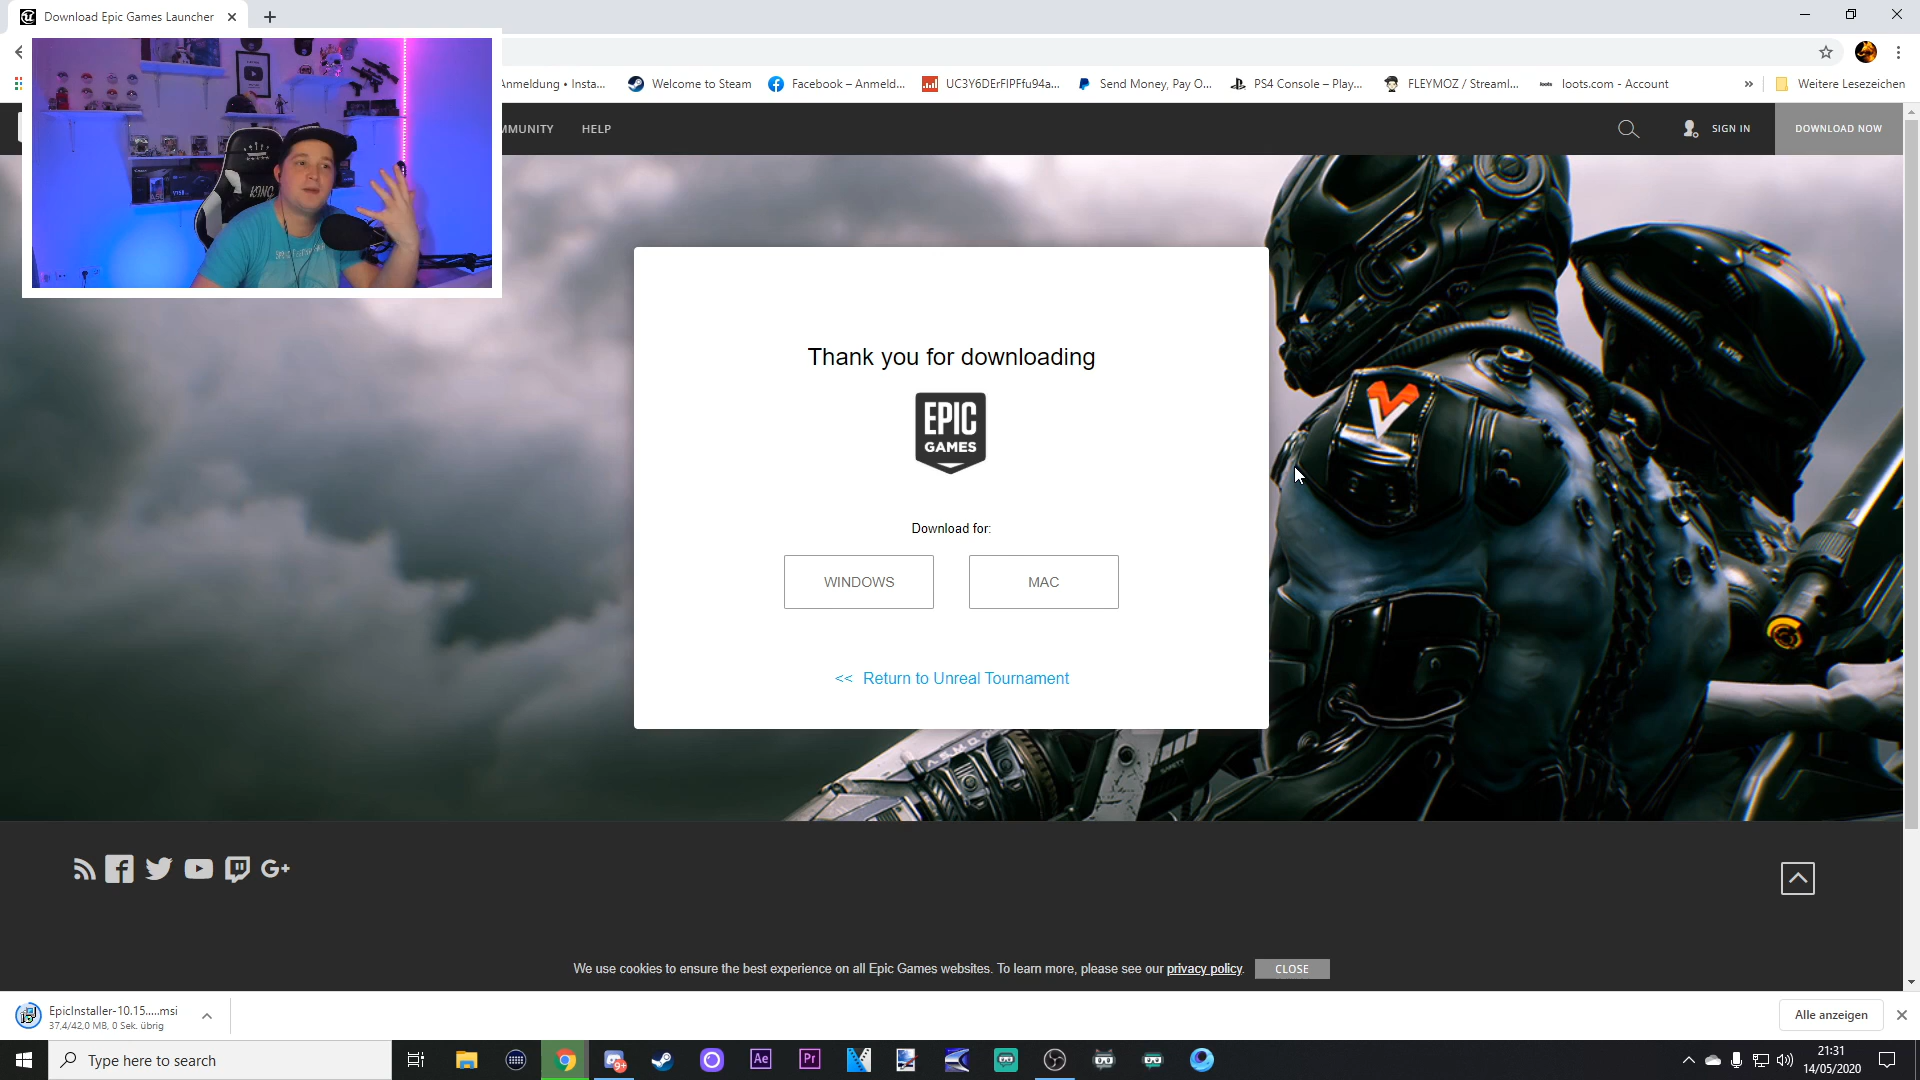 Download Epic Games Launcher
Anmeldung • Insta...
Welcome to Steam
Facebook – Anmeld...
UC3Y6DErFIPFfu94a...
Send Money, Pay O...
PS4 Console – Play...
FLEYMOZ / Streaml...
loots.com - Account
»
Weitere Lesezeichen
MMUNITY
HELP
SIGN IN
DOWNLOAD NOW
KING
Thank you for downloading
EPIC
GAMES
Download for:
WINDOWS
MAC
<< Return to Unreal Tournament
We use cookies to ensure the best experience on all Epic Games websites. To learn more, please see our privacy policy.
CLOSE
EpicInstaller-10.15.....msi
37,4/42,0 MB, 0 Sek. übrig
Alle anzeigen
Type here to search
9+
Ae
Pr
21:31
14/05/2020